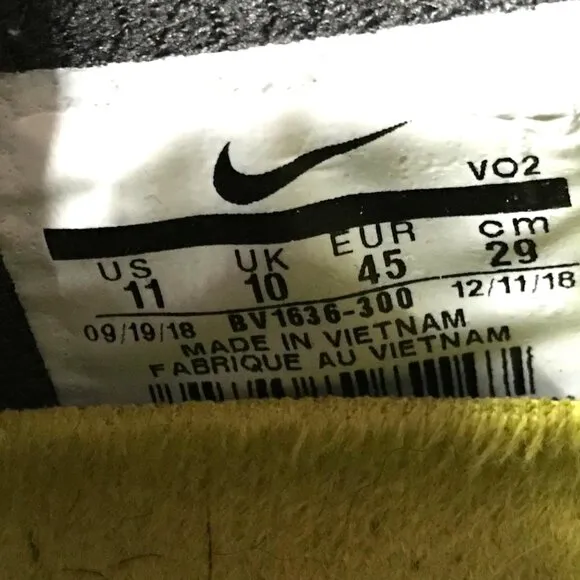 VO2
US UK EUR cm
11 10 45 29
09/19/18 BV1636-300 12/11/18
MADE IN VIETNAM
FABRIQUE AU VIETNAM